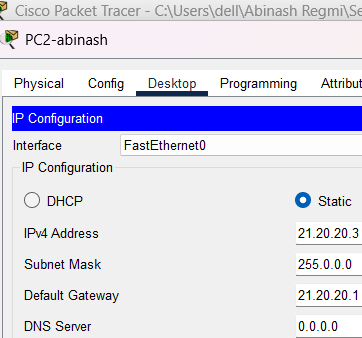 Cisco Packet Tracer - C:\Users\dell\Abinash Regmi\Se
PC2-abinash
Physical Config Desktop Programming Attribut
IP Configuration
Interface FastEthernet0
IP Configuration
DHCP Static
IPv4 Address 21.20.20.3
Subnet Mask 255.0.0.0
Default Gateway 21.20.20.1
DNS Server 0.0.0.0